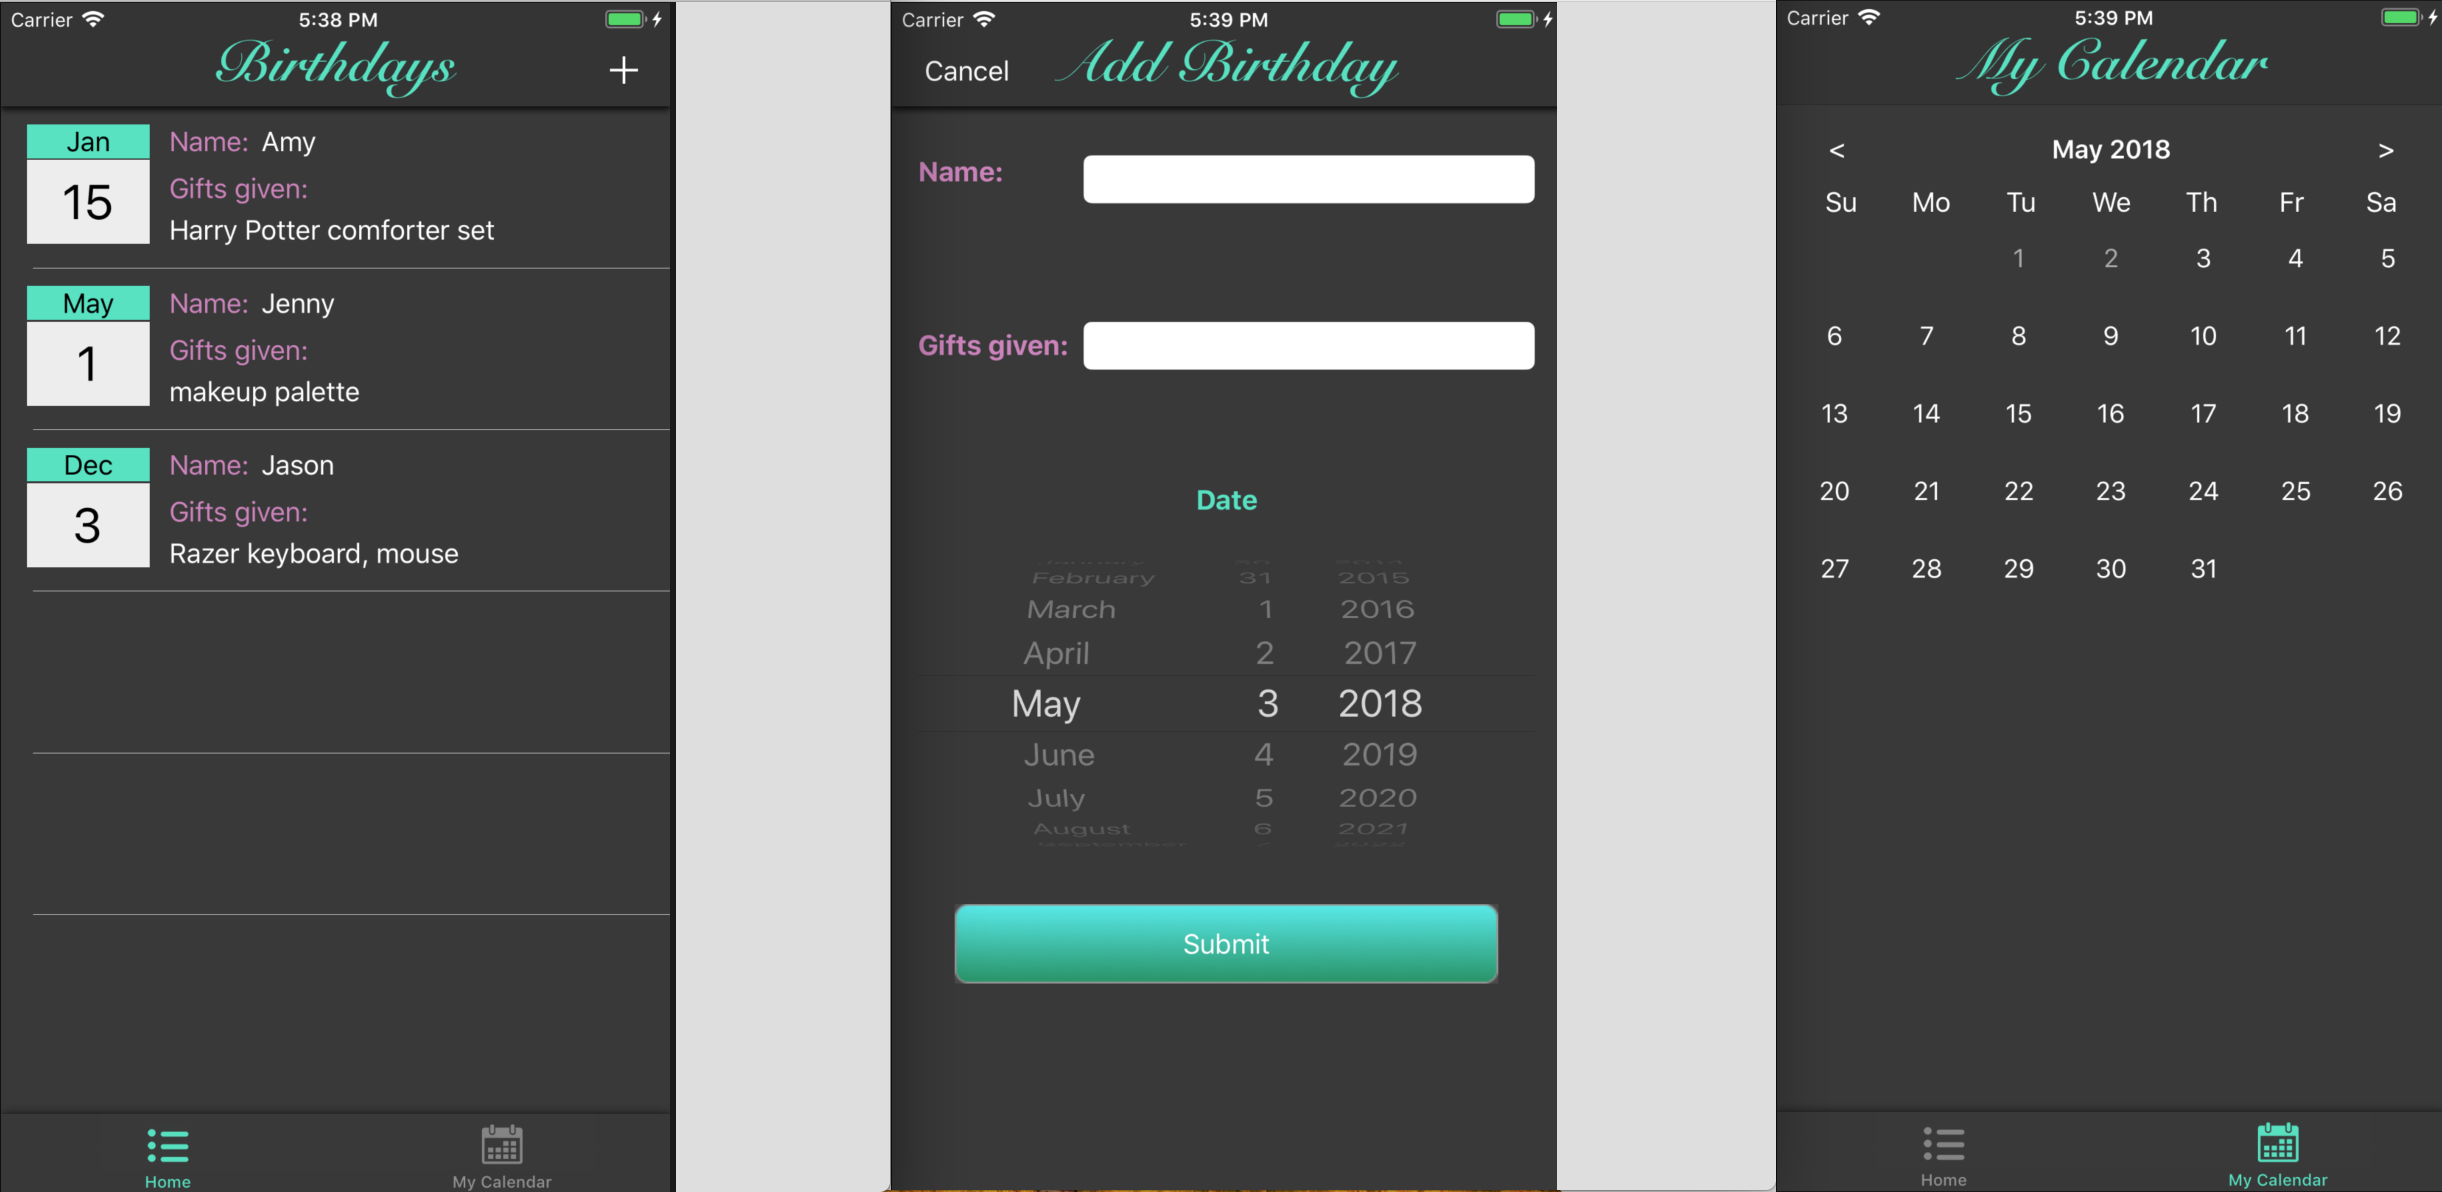 Carrier 5:38 PM
Birthdays +
Jan
15
Name: Amy
Gifts given:
Harry Potter comforter set
May
1
Name: Jenny
Gifts given:
makeup palette
Dec
3
Name: Jason
Gifts given:
Razer keyboard, mouse
Home My Calendar
Carrier 5:39 PM
Cancel Add Birthday
Name:
Gifts given:
Date
February 31 2015
March 1 2016
April 2 2017
May 3 2018
June 4 2019
July 5 2020
August 6 2021
Submit
Carrier 5:39 PM
My Calendar
< May 2018 >
Su Mo Tu We Th Fr Sa
1 2 3 4 5
6 7 8 9 10 11 12
13 14 15 16 17 18 19
20 21 22 23 24 25 26
27 28 29 30 31
Home My Calendar